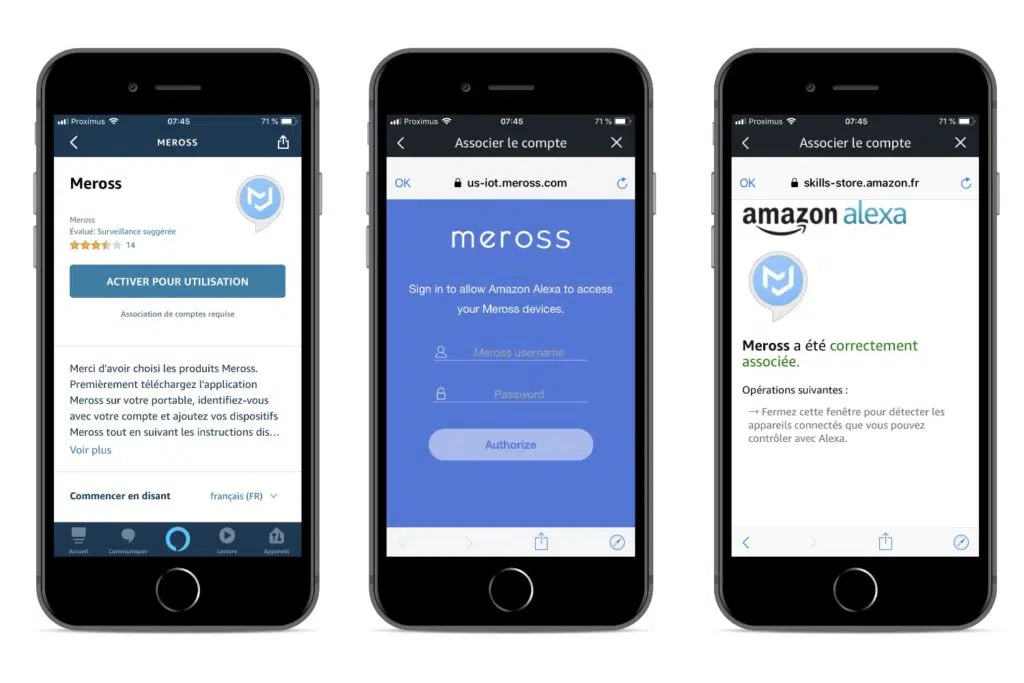 Proximus 07:45 71 %
MEROSS
Meross
Meross
Évalué: Surveillance suggérée
14
ACTIVER POUR UTILISATION
Association de comptes requise
Merci d'avoir choisi les produits Meross.
Premièrement téléchargez l'application
Meross sur votre portable, identifiez-vous
avec votre compte et ajoutez vos dispositifs
Meross tout en suivant les instructions dis...
Voir plus
Commencer en disant français (FR)
Accueil Communiquer Lecture Appareils
Proximus 07:45 71 %
Associer le compte
OK us-iot.meross.com
meross
Sign in to allow Amazon Alexa to access
your Meross devices.
Meross username
Password
Authorize
Proximus 07:45 71 %
Associer le compte
OK skills-store.amazon.fr
amazon alexa
Meross a été correctement
associée.
Opérations suivantes :
→ Fermez cette fenêtre pour détecter les
appareils connectés que vous pouvez
contrôler avec Alexa.